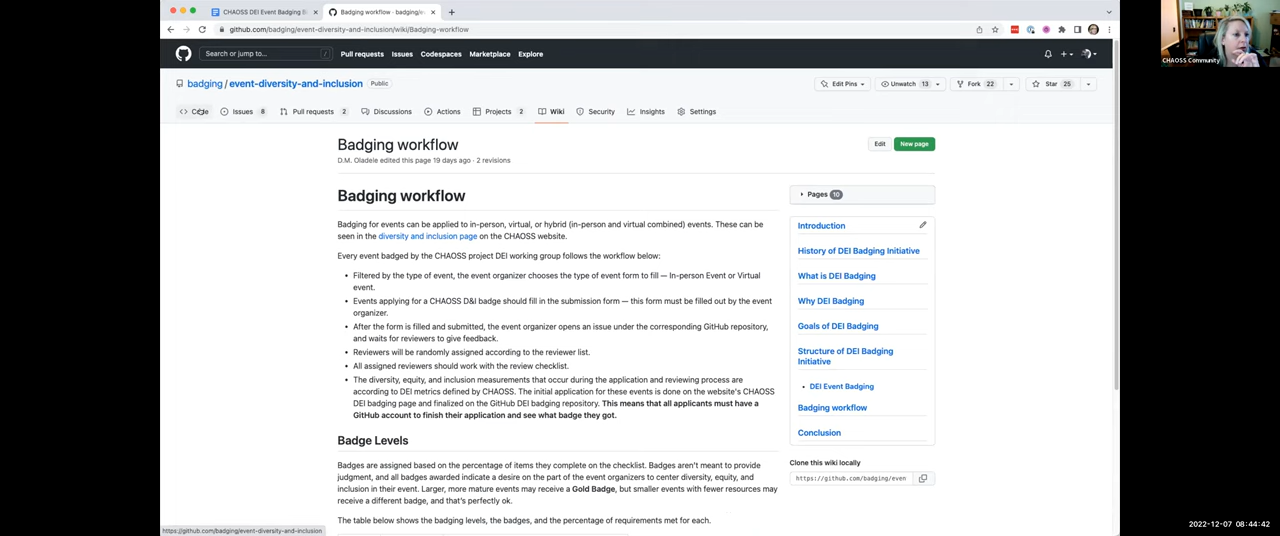 CHAOSS DEI Event Badging B
Badging workflow · badging/e
github.com/badging/event-diversity-and-inclusion/wiki/Badging-workflow
Search or jump to...
/
Pull requests
Issues
Codespaces
Marketplace
Explore
badging / event-diversity-and-inclusion
Public
Edit Pins
Unwatch 13
Fork 22
Star 25
Code
Issues 8
Pull requests 2
Discussions
Actions
Projects 2
Wiki
Security
Insights
Settings
Badging workflow
D.M. Oladele edited this page 19 days ago · 2 revisions
Edit
New page
Badging workflow
Badging for events can be applied to in-person, virtual, or hybrid (in-person and virtual combined) events. These can be
seen in the diversity and inclusion page on the CHAOSS website.
Every event badged by the CHAOSS project DEI working group follows the workflow below:
• Filtered by the type of event, the event organizer chooses the type of event form to fill — In-person Event or Virtual
event.
• Events applying for a CHAOSS D&I badge should fill in the submission form — this form must be filled out by the event
organizer.
• After the form is filled and submitted, the event organizer opens an issue under the corresponding GitHub repository,
and waits for reviewers to give feedback.
• Reviewers will be randomly assigned according to the reviewer list.
• All assigned reviewers should work with the review checklist.
• The diversity, equity, and inclusion measurements that occur during the application and reviewing process are
according to DEI metrics defined by CHAOSS. The initial application for these events is done on the website's CHAOSS
DEI badging page and finalized on the GitHub DEI badging repository. This means that all applicants must have a
GitHub account to finish their application and see what badge they got.
Badge Levels
Badges are assigned based on the percentage of items they complete on the checklist. Badges aren't meant to provide
judgment, and all badges awarded indicate a desire on the part of the event organizers to center diversity, equity, and
inclusion in their event. Larger, more mature events may receive a Gold Badge, but smaller events with fewer resources may
receive a different badge, and that's perfectly ok.
The table below shows the badging levels, the badges, and the percentage of requirements met for each.
Pages 10
Introduction
History of DEI Badging Initiative
What is DEI Badging
Why DEI Badging
Goals of DEI Badging
Structure of DEI Badging
Initiative
• DEI Event Badging
Badging workflow
Conclusion
Clone this wiki locally
https://github.com/badging/even
https://github.com/badging/event-diversity-and-inclusion
CHAOSS Community
2022-12-07 08:44:42